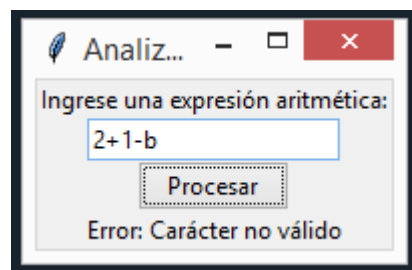 Analiz...
Ingrese una expresión aritmética:
2+1-b
Procesar
Error: Carácter no válido